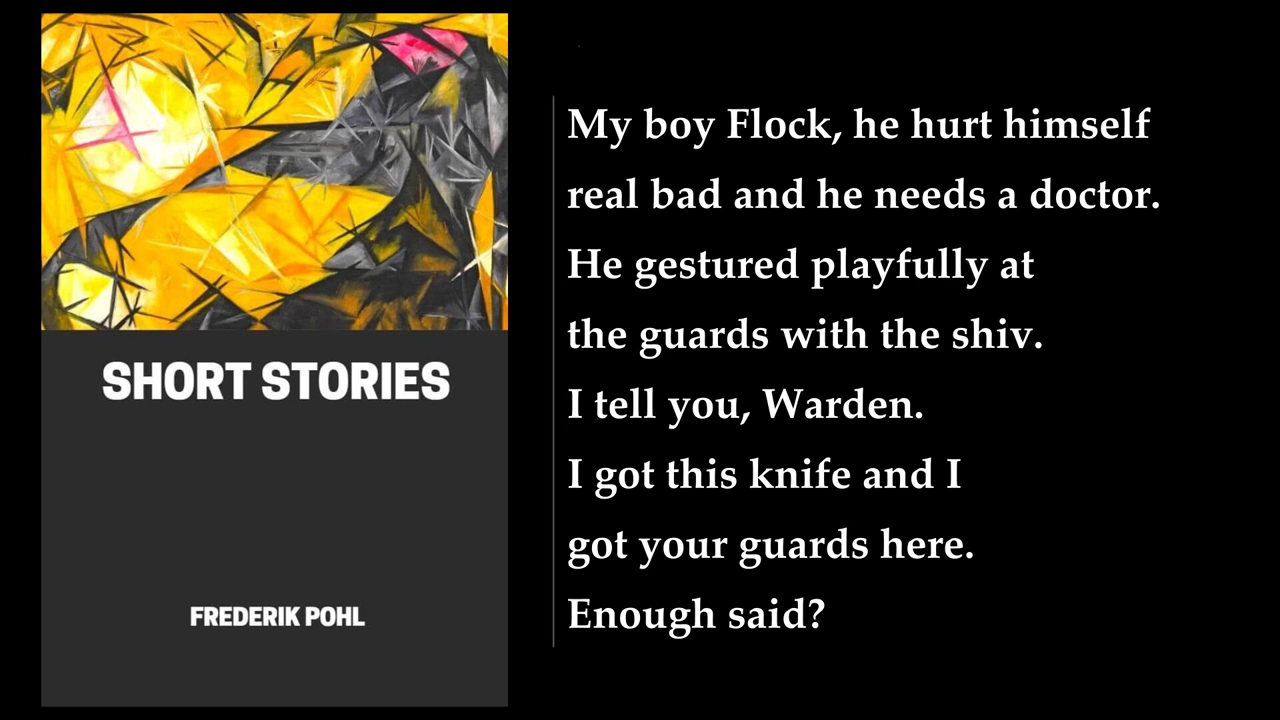 SHORT STORIES
FREDERIK POHL
My boy Flock, he hurt himself
real bad and he needs a doctor.
He gestured playfully at
the guards with the shiv.
I tell you, Warden.
I got this knife and I
got your guards here.
Enough said?